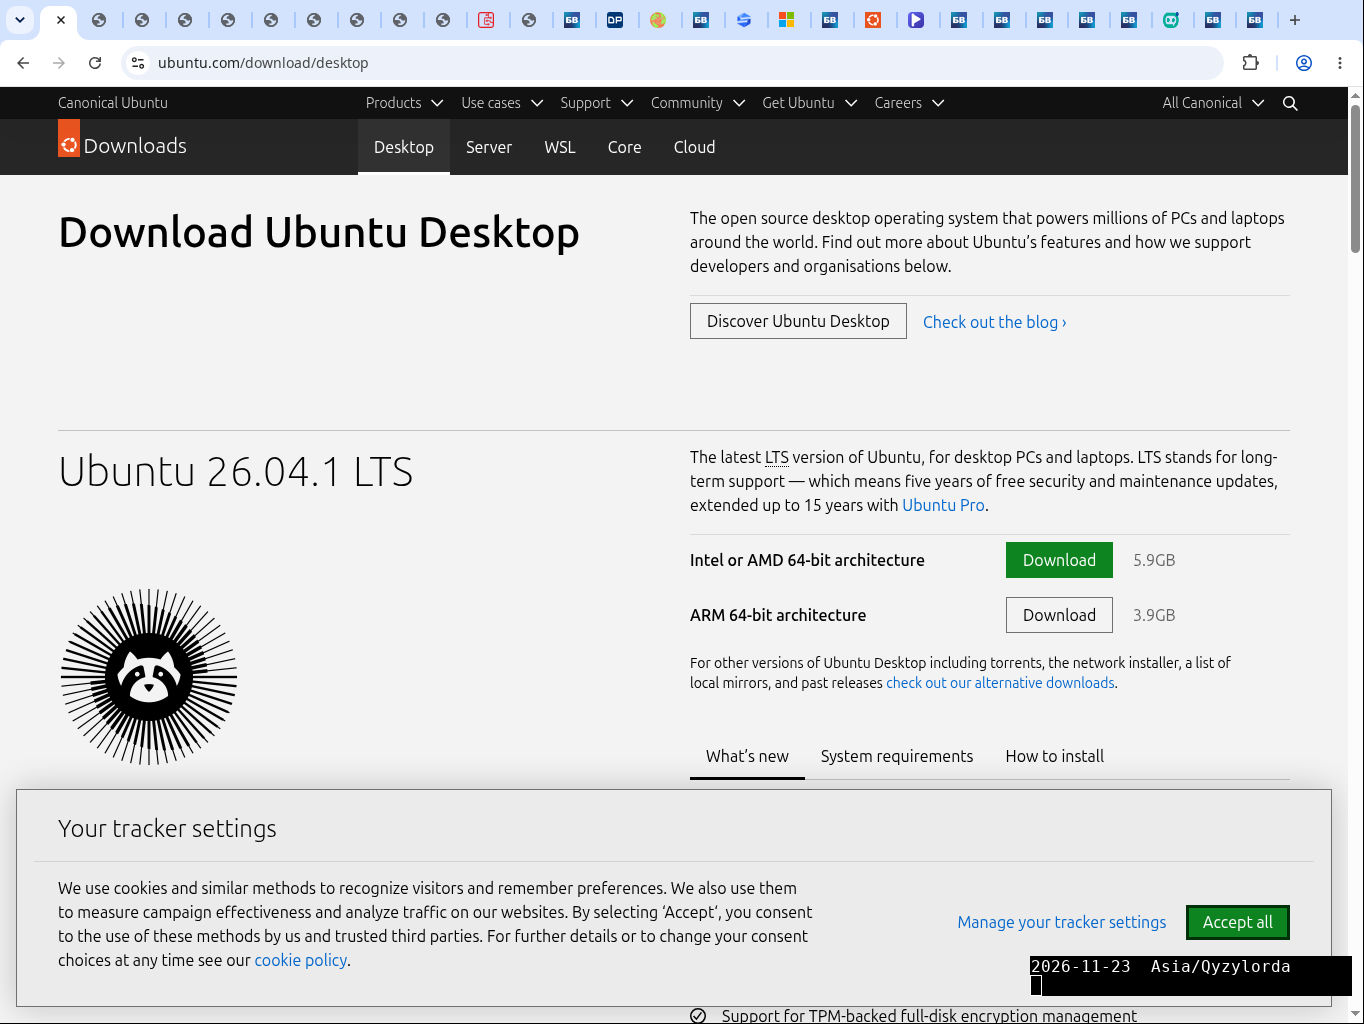 ubuntu.com/download/desktop
Canonical Ubuntu
Products
Use cases
Support
Community
Get Ubuntu
Careers
All Canonical
Downloads
Desktop
Server
WSL
Core
Cloud
Download Ubuntu Desktop
The open source desktop operating system that powers millions of PCs and laptops
around the world. Find out more about Ubuntu's features and how we support
developers and organisations below.
Discover Ubuntu Desktop
Check out the blog ›
Ubuntu 26.04.1 LTS
The latest LTS version of Ubuntu, for desktop PCs and laptops. LTS stands for long-
term support — which means five years of free security and maintenance updates,
extended up to 15 years with Ubuntu Pro.
Intel or AMD 64-bit architecture
Download
5.9GB
ARM 64-bit architecture
Download
3.9GB
For other versions of Ubuntu Desktop including torrents, the network installer, a list of
local mirrors, and past releases check out our alternative downloads.
What's new
System requirements
How to install
Your tracker settings
We use cookies and similar methods to recognize visitors and remember preferences. We also use them
to measure campaign effectiveness and analyze traffic on our websites. By selecting ‘Accept‘, you consent
to the use of these methods by us and trusted third parties. For further details or to change your consent
choices at any time see our cookie policy.
Manage your tracker settings
Accept all
2026-11-23 Asia/Qyzylorda
Support for TPM-backed full-disk encryption management